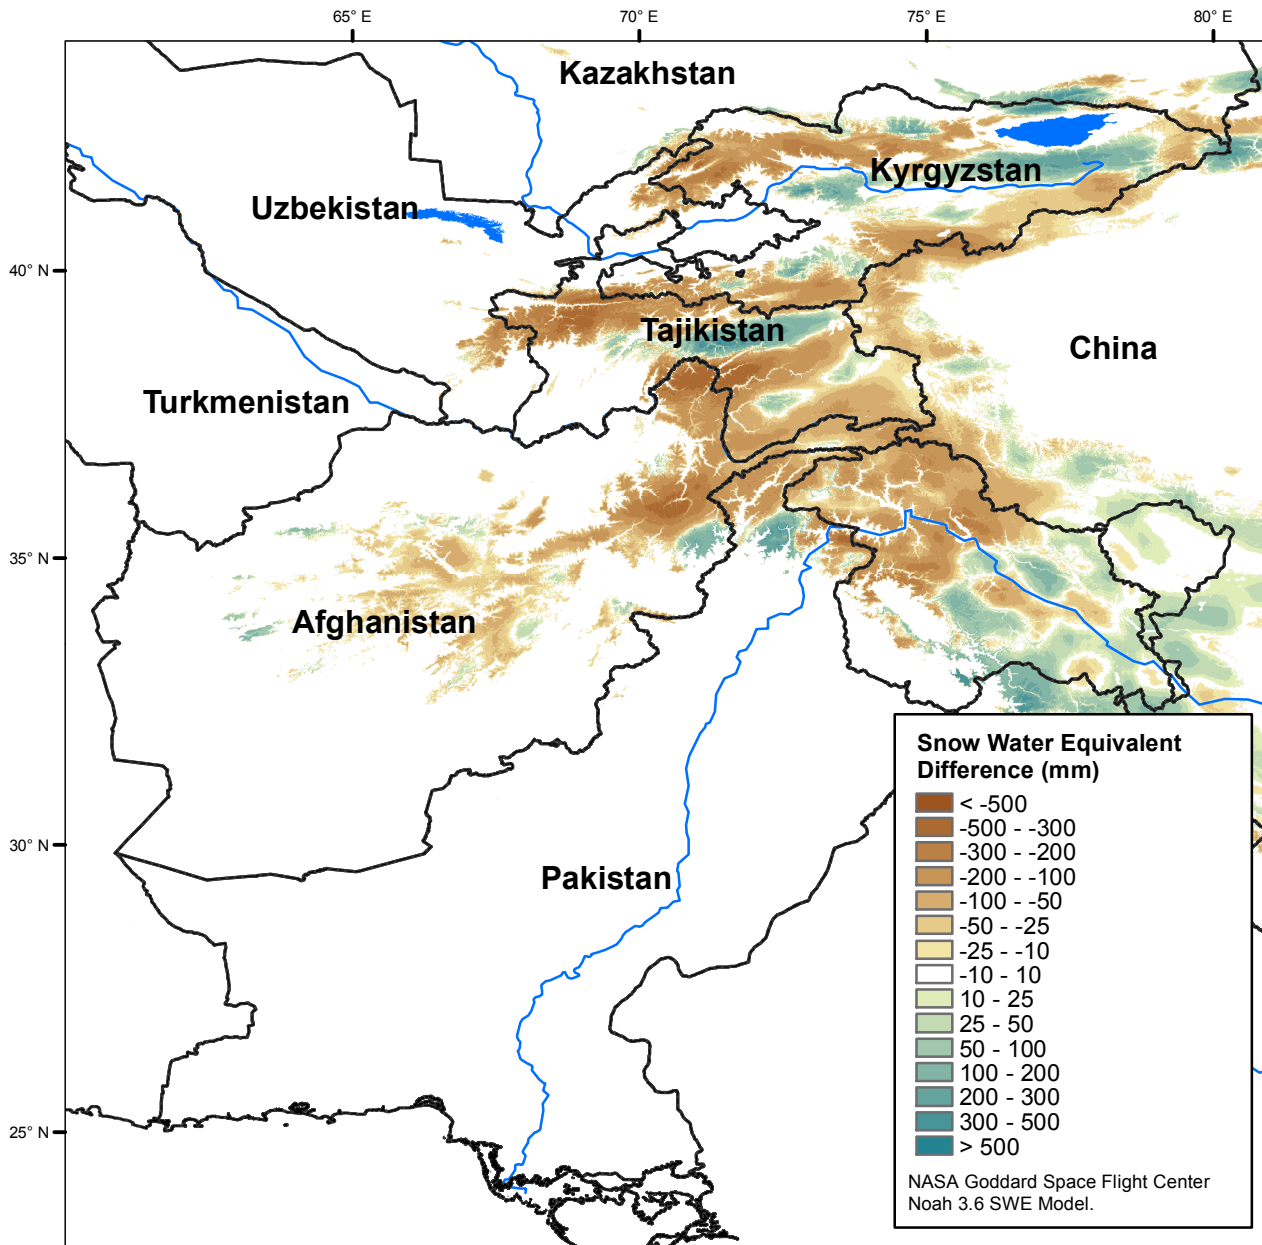 65° E
70° E
75° E
80° E
Kazakhstan
Kyrgyzstan
Uzbekistan
40° N
Tajikistan
China
Turkmenistan
35° N
Afghanistan
30° N
Pakistan
25° N
Snow Water Equivalent
Difference (mm)
< -500
-500 - -300
-300 - -200
-200 - -100
-100 - -50
-50 - -25
-25 - -10
-10 - 10
10 - 25
25 - 50
50 - 100
100 - 200
200 - 300
300 - 500
> 500
NASA Goddard Space Flight Center
Noah 3.6 SWE Model.